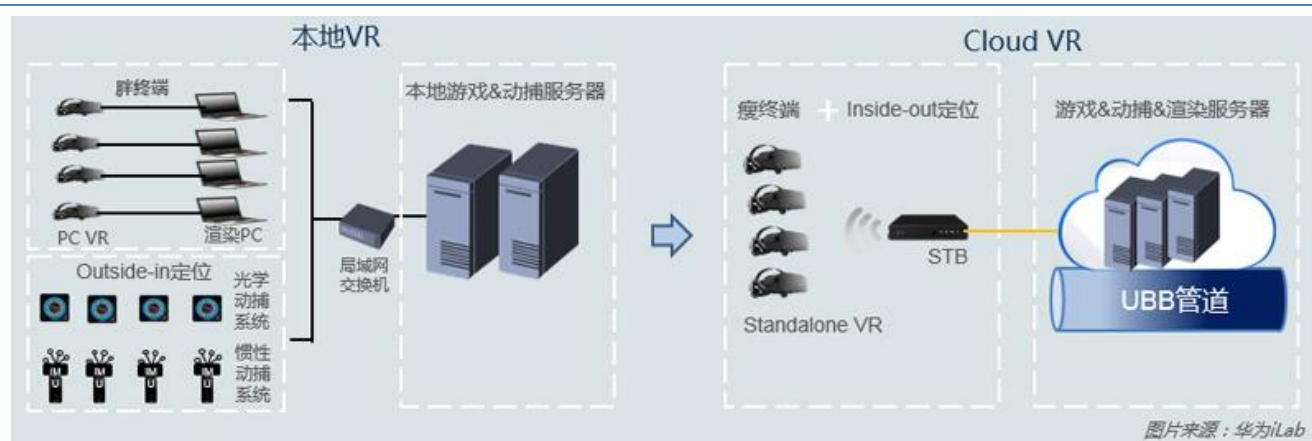 本地VR
Cloud VR
胖终端
PC VR
渲染PC
Outside-in定位
光学
动捕
系统
IM
U
IM
U
IM
U
IM
U
惯性
动捕
系统
局域网
交换机
本地游戏&动捕服务器
瘦终端 + Inside-out定位
Standalone VR
STB
游戏&动捕&渲染服务器
UBB管道
图片来源：华为iLab